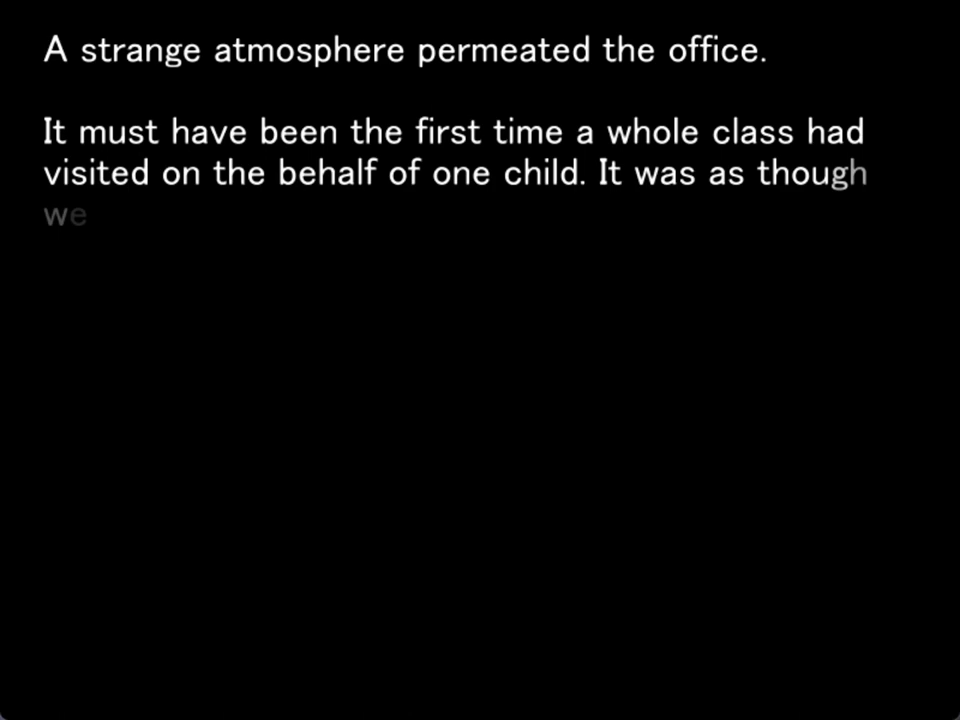 A strange atmosphere permeated the office.
It must have been the first time a whole class had
visited on the behalf of one child. It was as though
we